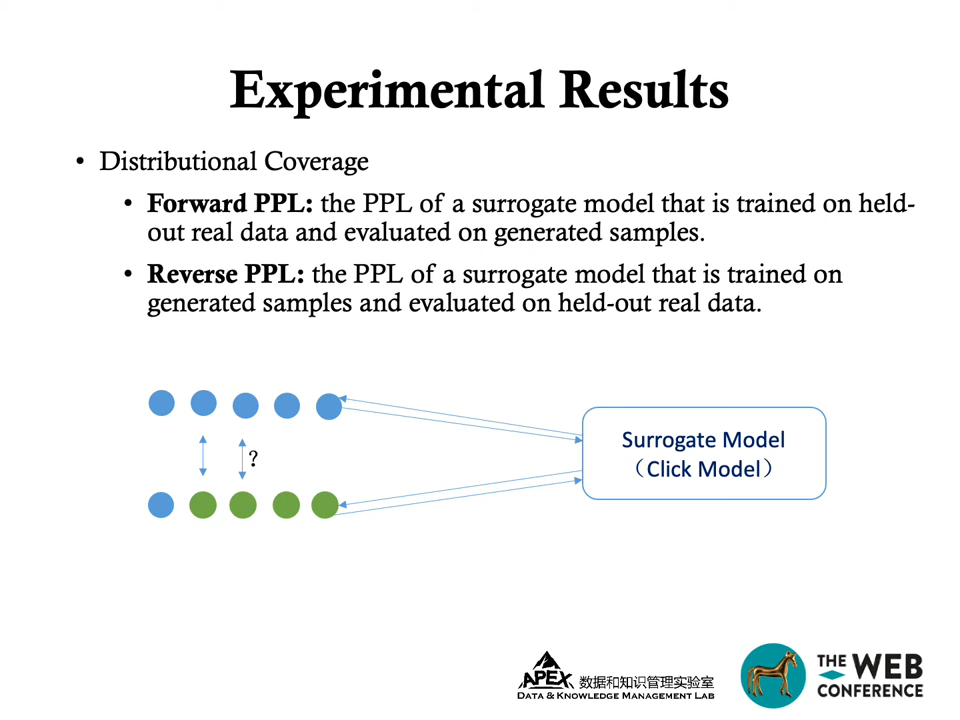 Experimental Results
• Distributional Coverage
• Forward PPL: the PPL of a surrogate model that is trained on held-
out real data and evaluated on generated samples.
• Reverse PPL: the PPL of a surrogate model that is trained on
generated samples and evaluated on held-out real data.
?
Surrogate Model
（Click Model）
APEX 数据和知识管理实验室
DATA & KNOWLEDGE MANAGEMENT LAB
THE WEB
CONFERENCE